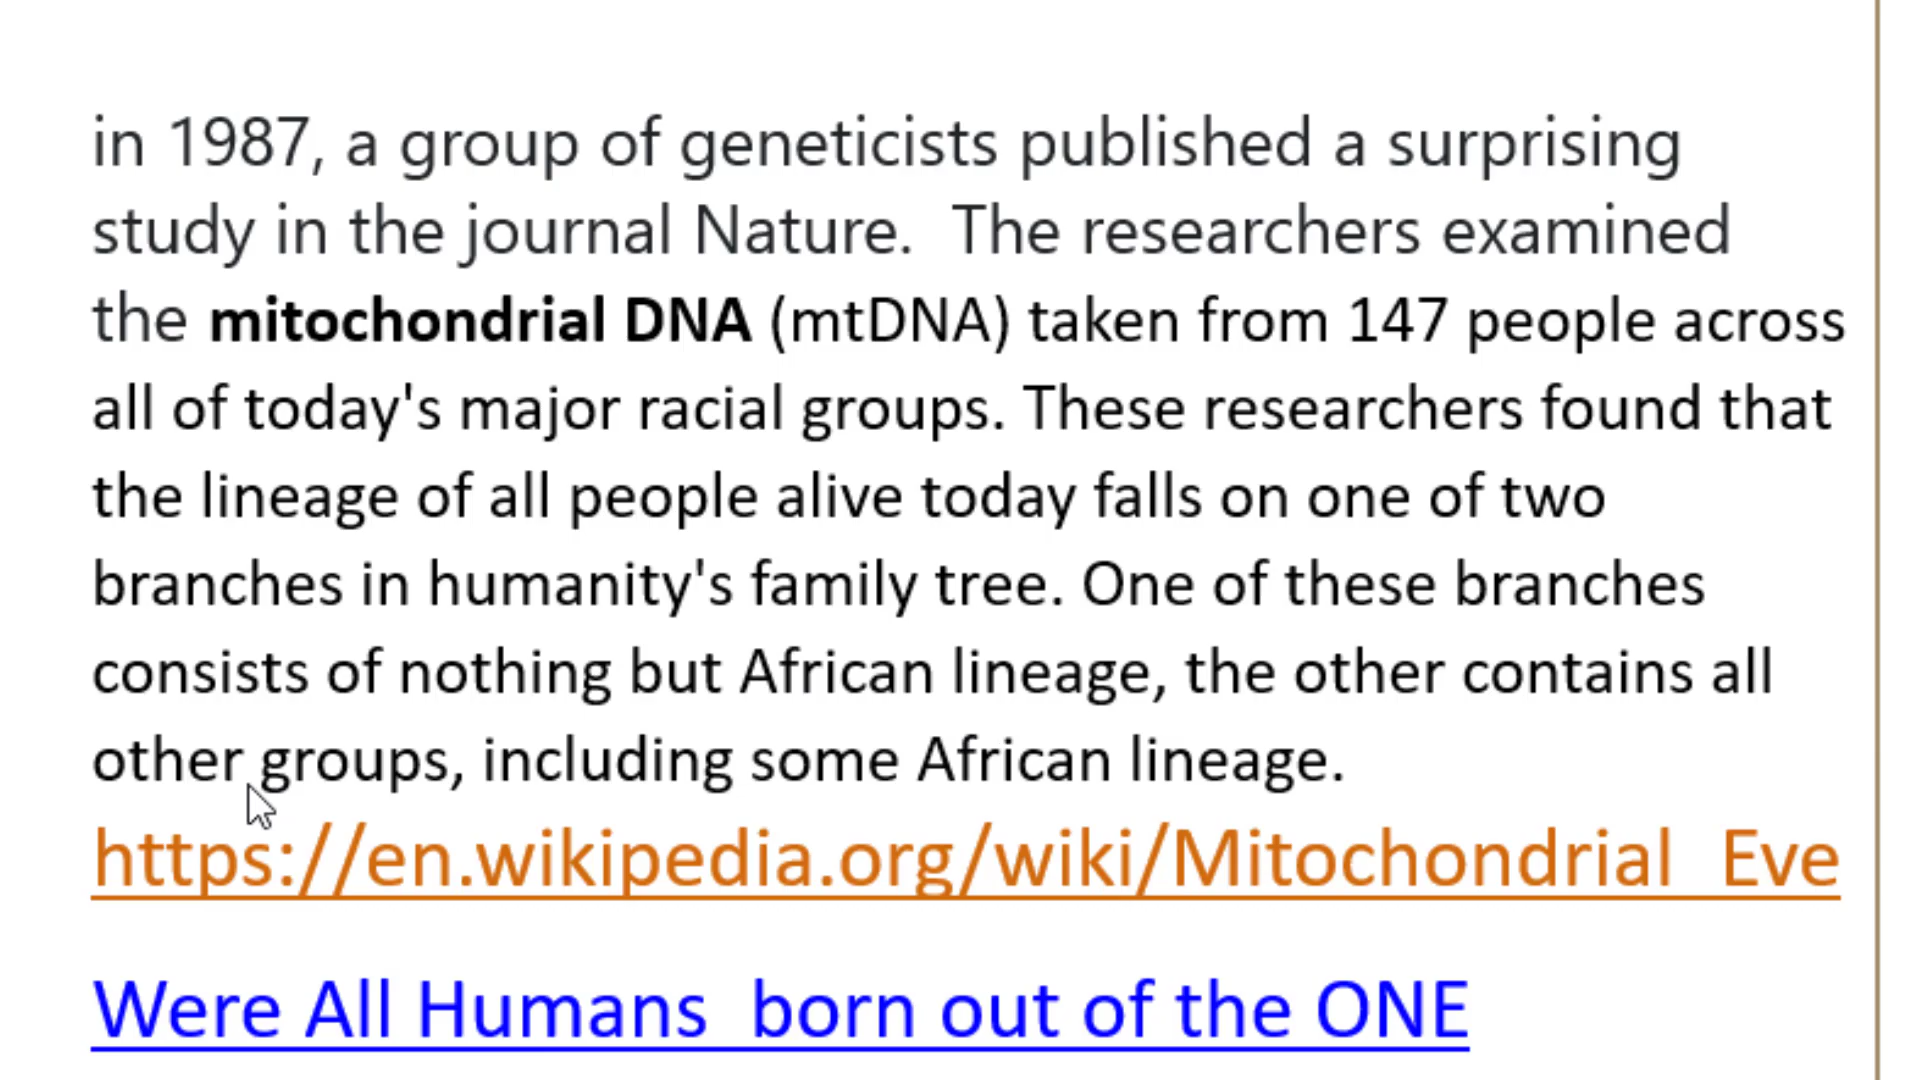 in 1987, a group of geneticists published a surprising
study in the journal Nature.  The researchers examined
the mitochondrial DNA (mtDNA) taken from 147 people across
all of today's major racial groups. These researchers found that
the lineage of all people alive today falls on one of two
branches in humanity's family tree. One of these branches
consists of nothing but African lineage, the other contains all
other groups, including some African lineage.
https://en.wikipedia.org/wiki/Mitochondrial_Eve
Were All Humans  born out of the ONE